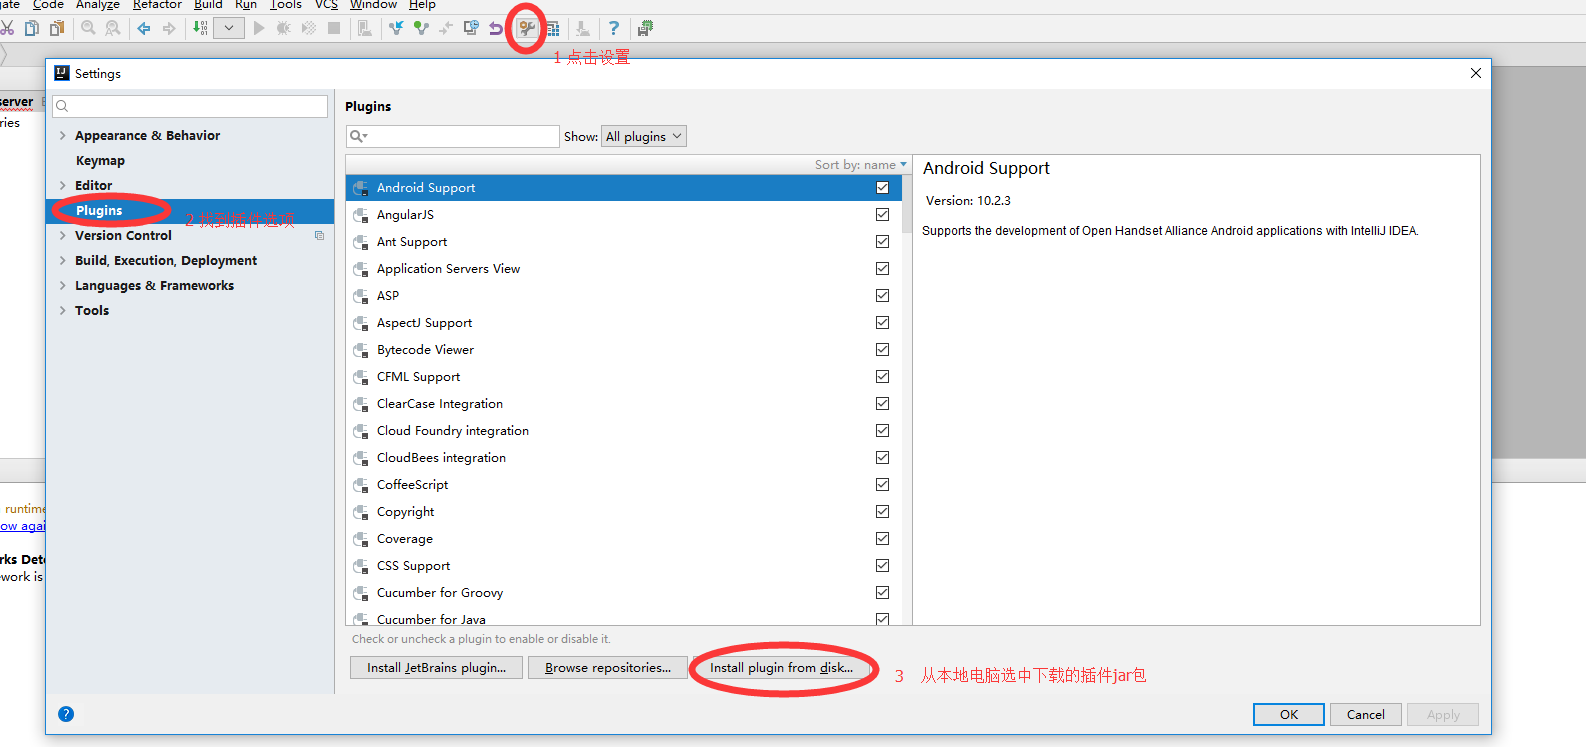 gate Code Analyze Refactor Build Run Tools VCS Window Help
1 点击设置
Settings
server
ries
Plugins
Show: All plugins
Appearance & Behavior
Keymap
Editor
Plugins
2 找到插件选项
Version Control
Build, Execution, Deployment
Languages & Frameworks
Tools
Sort by: name
Android Support
AngularJS
Ant Support
Application Servers View
ASP
AspectJ Support
Bytecode Viewer
CFML Support
ClearCase Integration
Cloud Foundry integration
CloudBees integration
CoffeeScript
Copyright
Coverage
CSS Support
Cucumber for Groovy
Cucumber for Java
Android Support
Version: 10.2.3
Supports the development of Open Handset Alliance Android applications with IntelliJ IDEA.
runtime
ow agai
rks Dete
work is
Check or uncheck a plugin to enable or disable it.
Install JetBrains plugin...
Browse repositories...
Install plugin from disk...
3 从本地电脑选中下载的插件jar包
?
OK
Cancel
Apply